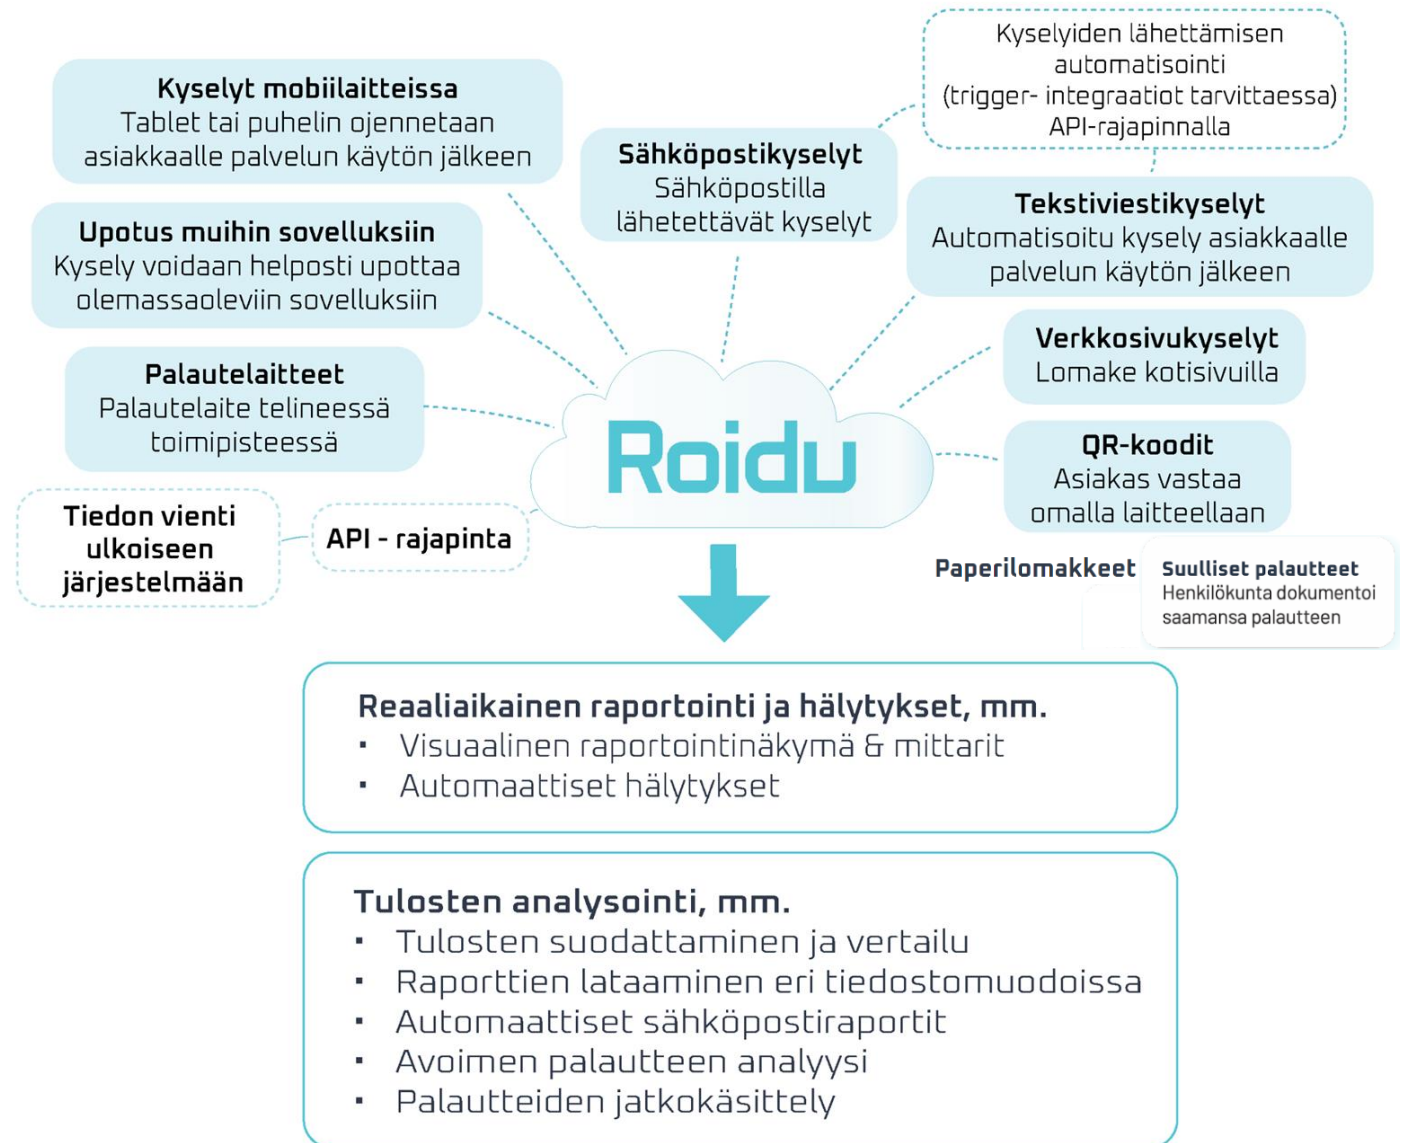 Kyselyiden lähettämisen
automatisointi
(trigger- integraatiot tarvittaessa)
API-rajapinnalla
Kyselyt mobiilaitteissa
Tablet tai puhelin ojennetaan
asiakkaalle palvelun käytön jälkeen
Sähköpostikyselyt
Sähköpostilla
lähetettävät kyselyt
Tekstiviestikyselyt
Automatisoitu kysely asiakkaalle
palvelun käytön jälkeen
Upotus muihin sovelluksiin
Kysely voidaan helposti upottaa
olemassaoleviin sovelluksiin
Verkkosivukyselyt
Lomake kotisivuilla
Palautelaitteet
Palautelaite telineessä
toimipisteessä
Roidu
QR-koodit
Asiakas vastaa
omalla laitteellaan
Tiedon vienti
ulkoiseen
järjestelmään
API - rajapinta
Paperilomakkeet
Suulliset palautteet
Henkilökunta dokumentoi
saamansa palautteen
Reaaliaikainen raportointi ja hälytykset, mm.
▪ Visuaalinen raportointinäkymä & mittarit
▪ Automaattiset hälytykset
Tulosten analysointi, mm.
▪ Tulosten suodattaminen ja vertailu
▪ Raporttien lataaminen eri tiedostomuodoissa
▪ Automaattiset sähköpostiraportit
▪ Avoimen palautteen analyysi
▪ Palautteiden jatkokäsittely